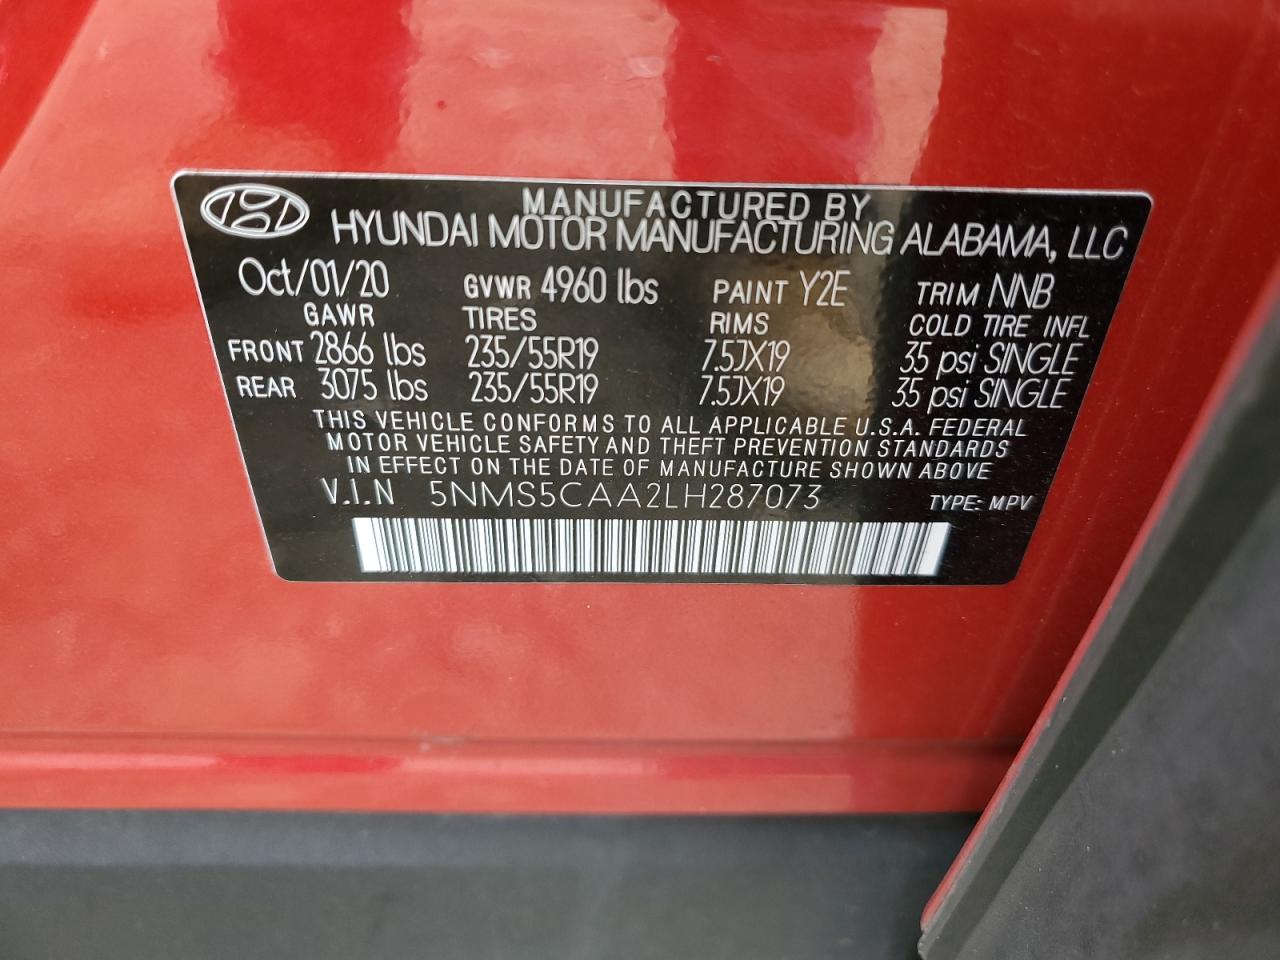 MANUFACTURED BY
HYUNDAI MOTOR MANUFACTURING ALABAMA, LLC
Oct/01/20 GVWR 4960 lbs PAINT Y2E TRIM NNB
GAWR TIRES RIMS COLD TIRE INFL
FRONT 2866 lbs 235/55R19 7.5JX19 35 psi SINGLE
REAR 3075 lbs 235/55R19 7.5JX19 35 psi SINGLE
THIS VEHICLE CONFORMS TO ALL APPLICABLE U.S.A. FEDERAL
MOTOR VEHICLE SAFETY AND THEFT PREVENTION STANDARDS
IN EFFECT ON THE DATE OF MANUFACTURE SHOWN ABOVE
V.I.N 5NMS5CAA2LH287073 TYPE: MPV